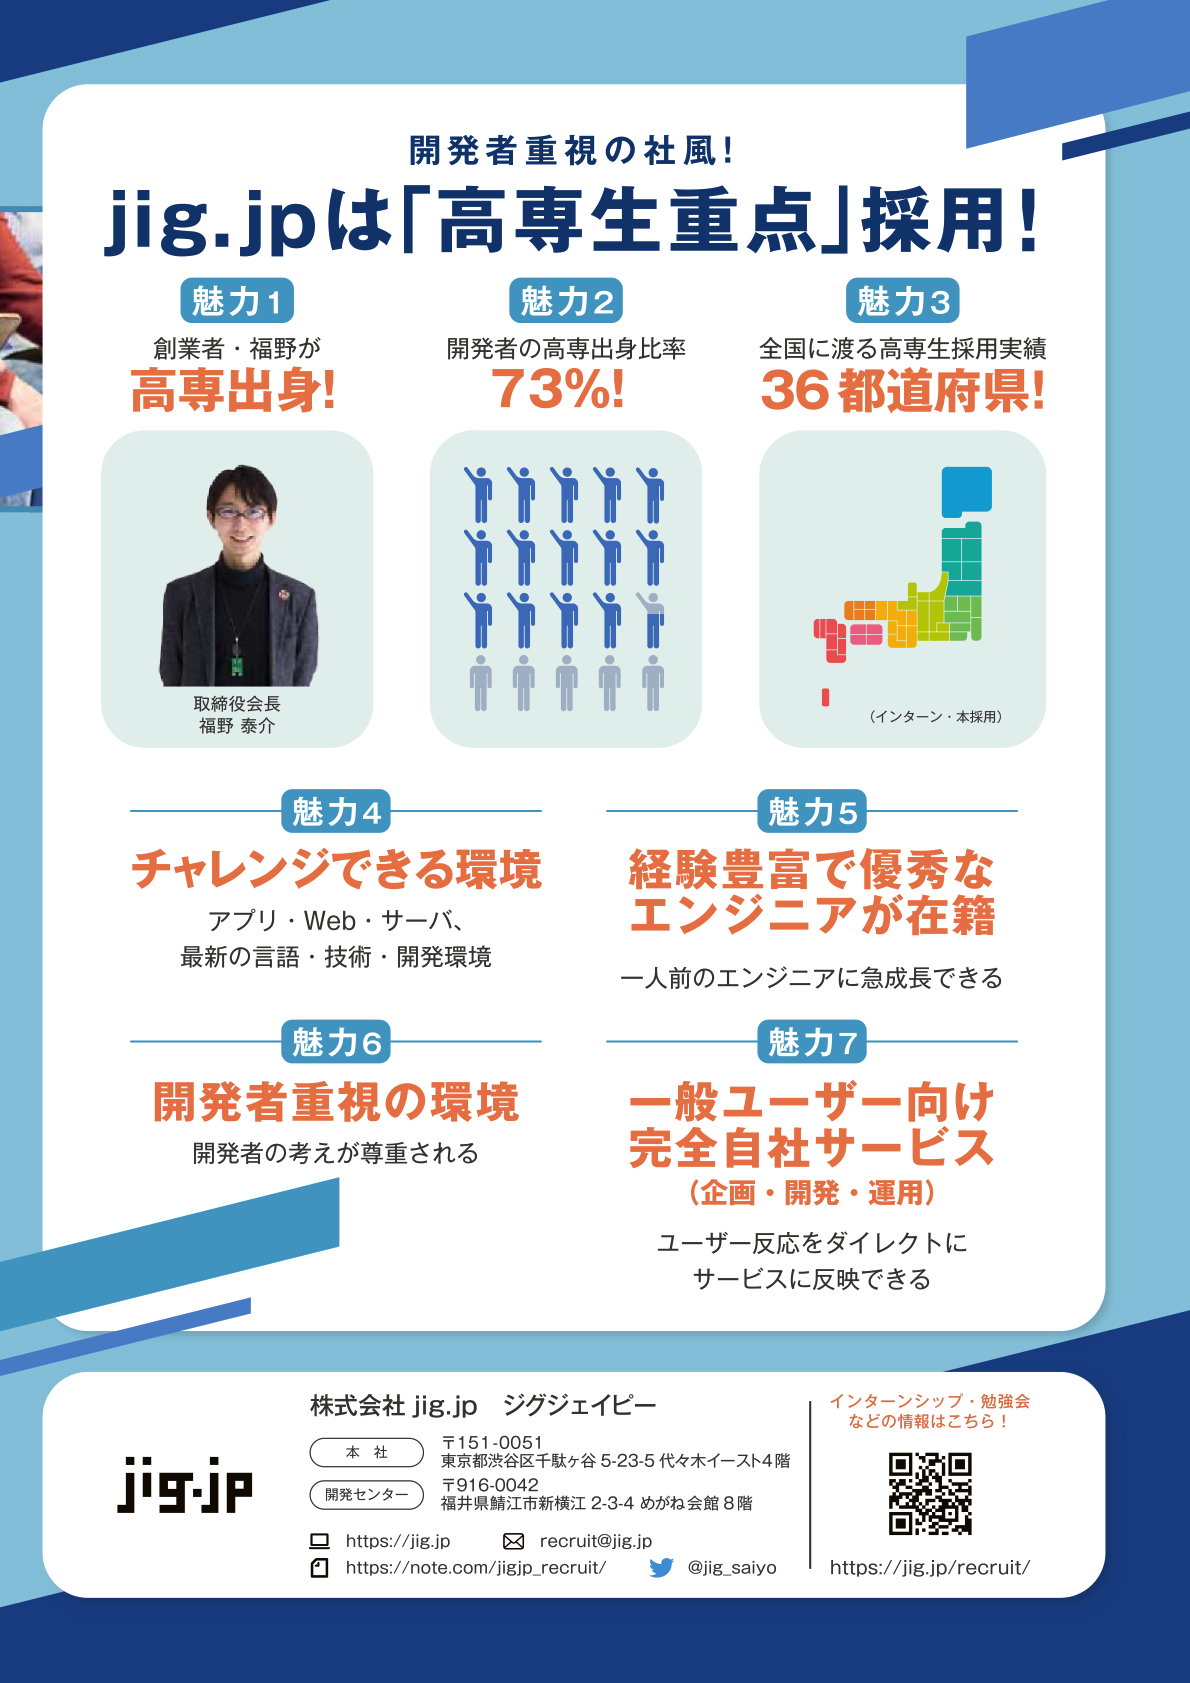 開発者重視の社風!
jig.jpは「高専生重点」採用!
魅力1
創業者・福野が
高専出身!
取締役会長
福野 泰介
魅力2
開発者の高専出身比率
73%!
魅力3
全国に渡る高専生採用実績
36都道府県!
（インターン・本採用）
魅力4
チャレンジできる環境
アプリ・Web・サーバ、
最新の言語・技術・開発環境
魅力5
経験豊富で優秀な
エンジニアが在籍
一人前のエンジニアに急成長できる
魅力6
開発者重視の環境
開発者の考えが尊重される
魅力7
一般ユーザー向け
完全自社サービス
（企画・開発・運用）
ユーザー反応をダイレクトに
サービスに反映できる
jig.jp
株式会社 jig.jp　ジグジェイピー
本　社
〒151-0051
東京都渋谷区千駄ヶ谷 5-23-5 代々木イースト4階
開発センター
〒916-0042
福井県鯖江市新横江 2-3-4 めがね会館 8階
https://jig.jp
recruit@jig.jp
https://note.com/jigjp_recruit/
@jig_saiyo
インターンシップ・勉強会
などの情報はこちら！
https://jig.jp/recruit/